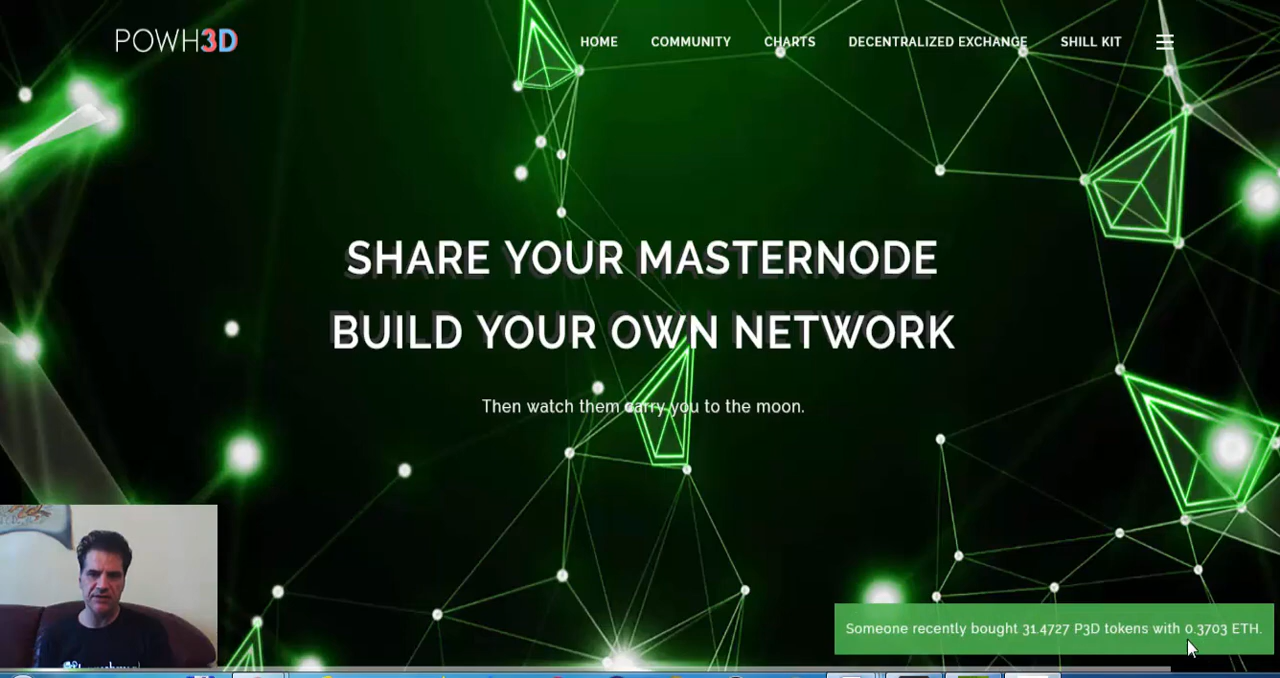 POWH3D
HOME COMMUNITY CHARTS DECENTRALIZED EXCHANGE SHILL KIT
SHARE YOUR MASTERNODE
BUILD YOUR OWN NETWORK
Then watch them carry you to the moon.
Someone recently bought 31.4727 P3D tokens with 0.3703 ETH.